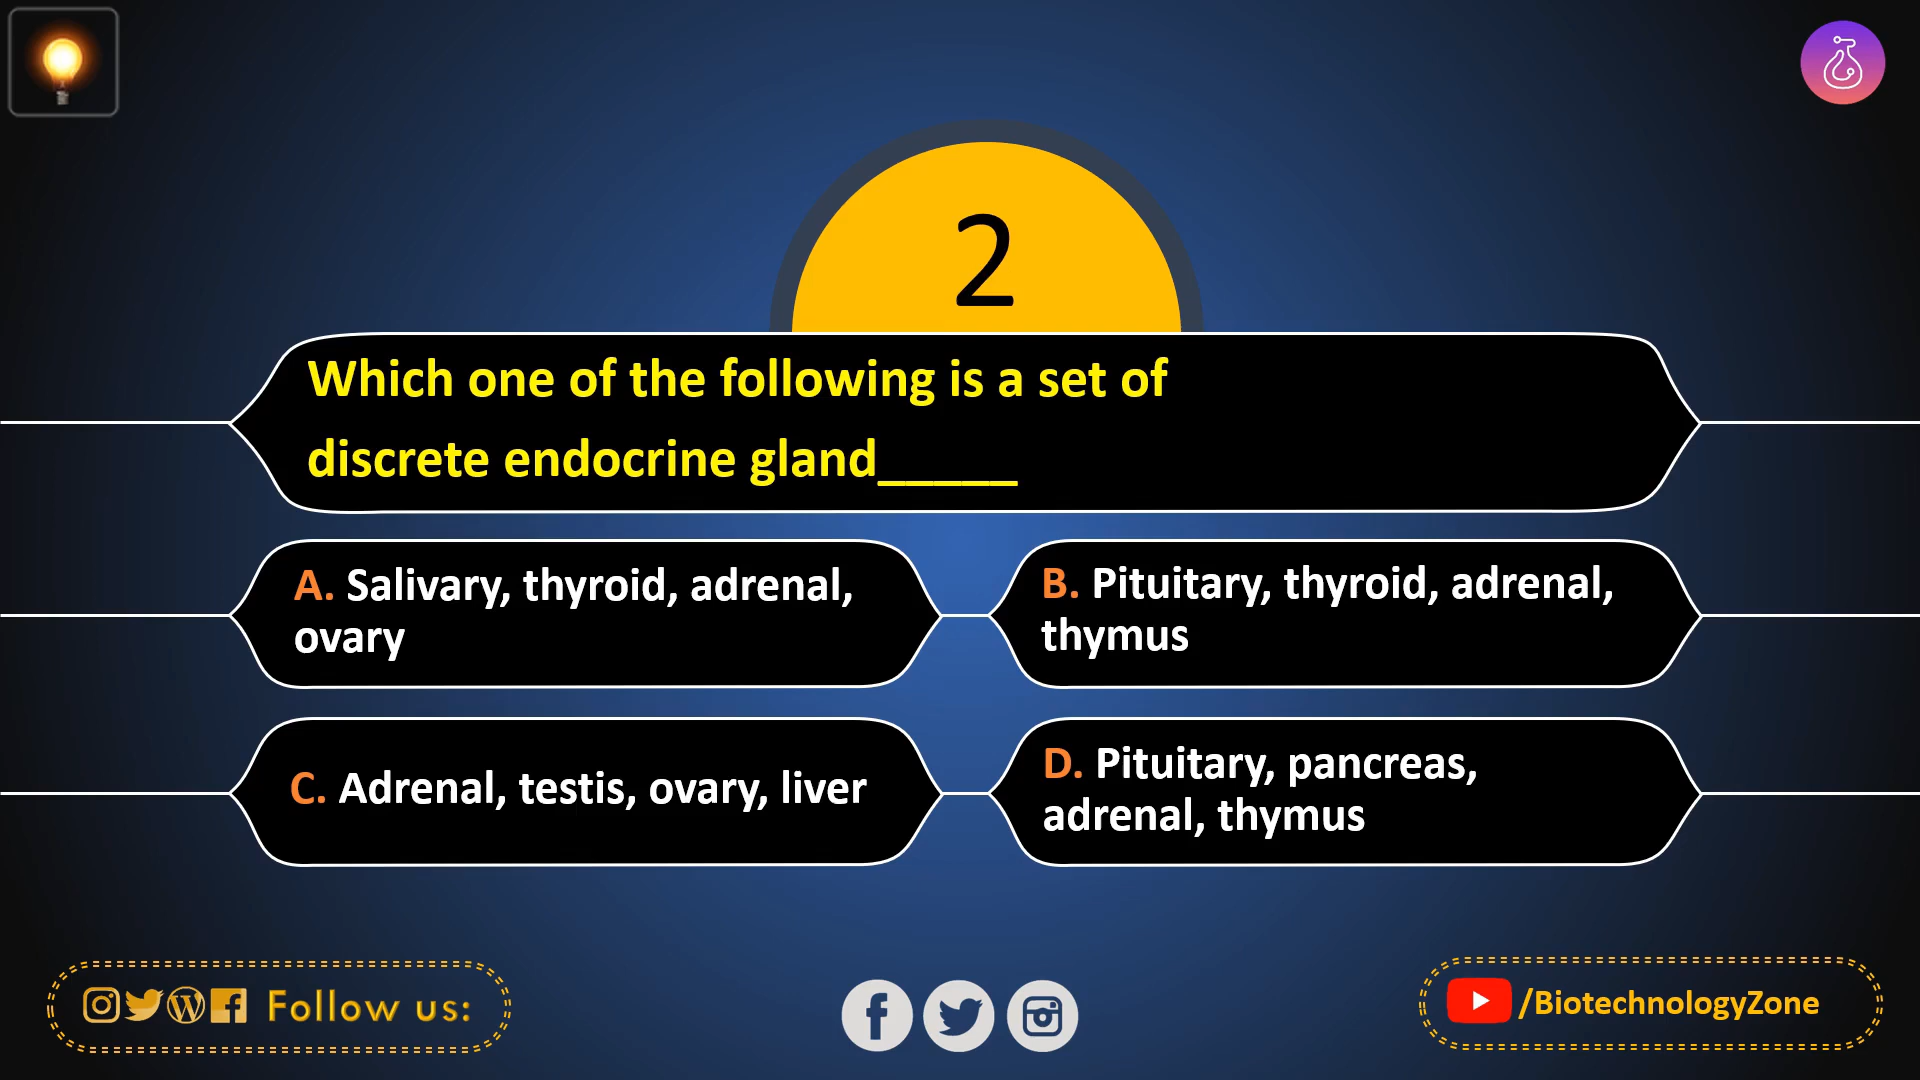 2
Which one of the following is a set of
discrete endocrine gland_____
A. Salivary, thyroid, adrenal,
ovary
B. Pituitary, thyroid, adrenal,
thymus
C. Adrenal, testis, ovary, liver
D. Pituitary, pancreas,
adrenal, thymus
Follow us:
/BiotechnologyZone